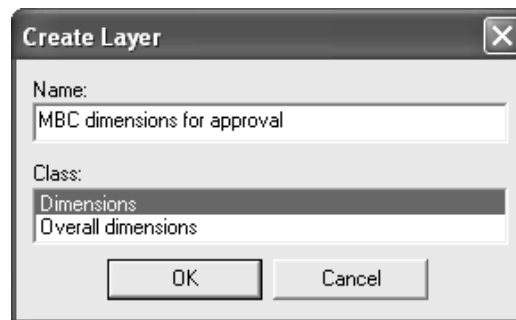 Create Layer
Name:
MBC dimensions for approval
Class:
Dimensions
Overall dimensions
OK Cancel